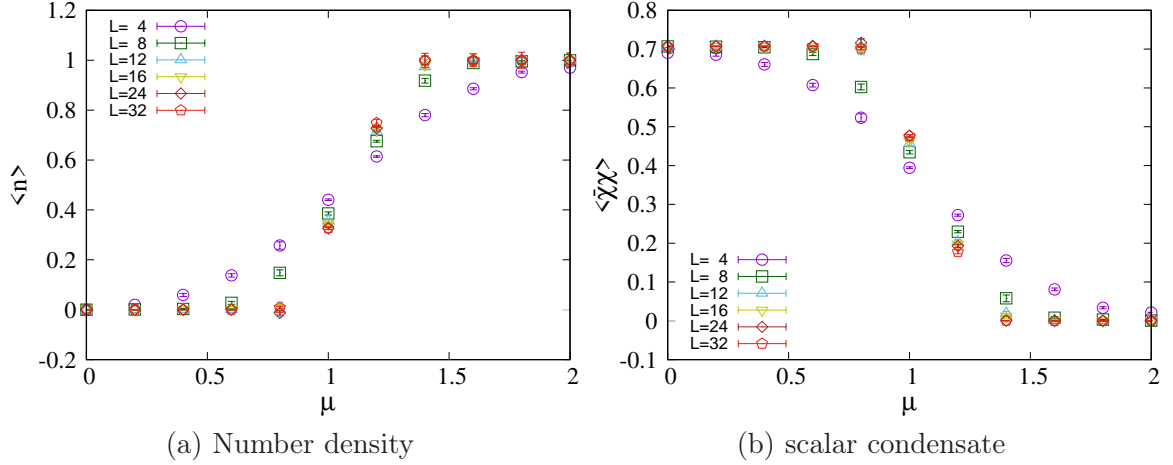 1.2
1
0.8
0.6
0.4
0.2
0
-0.2
<n>
L= 4
L= 8
L=12
L=16
L=24
L=32
0 0.5 1 1.5 2
μ
(a) Number density
0.8
0.7
0.6
0.5
0.4
0.3
0.2
0.1
0
-0.1
<χ̄χ>
L= 4
L= 8
L=12
L=16
L=24
L=32
0 0.5 1 1.5 2
μ
(b) scalar condensate